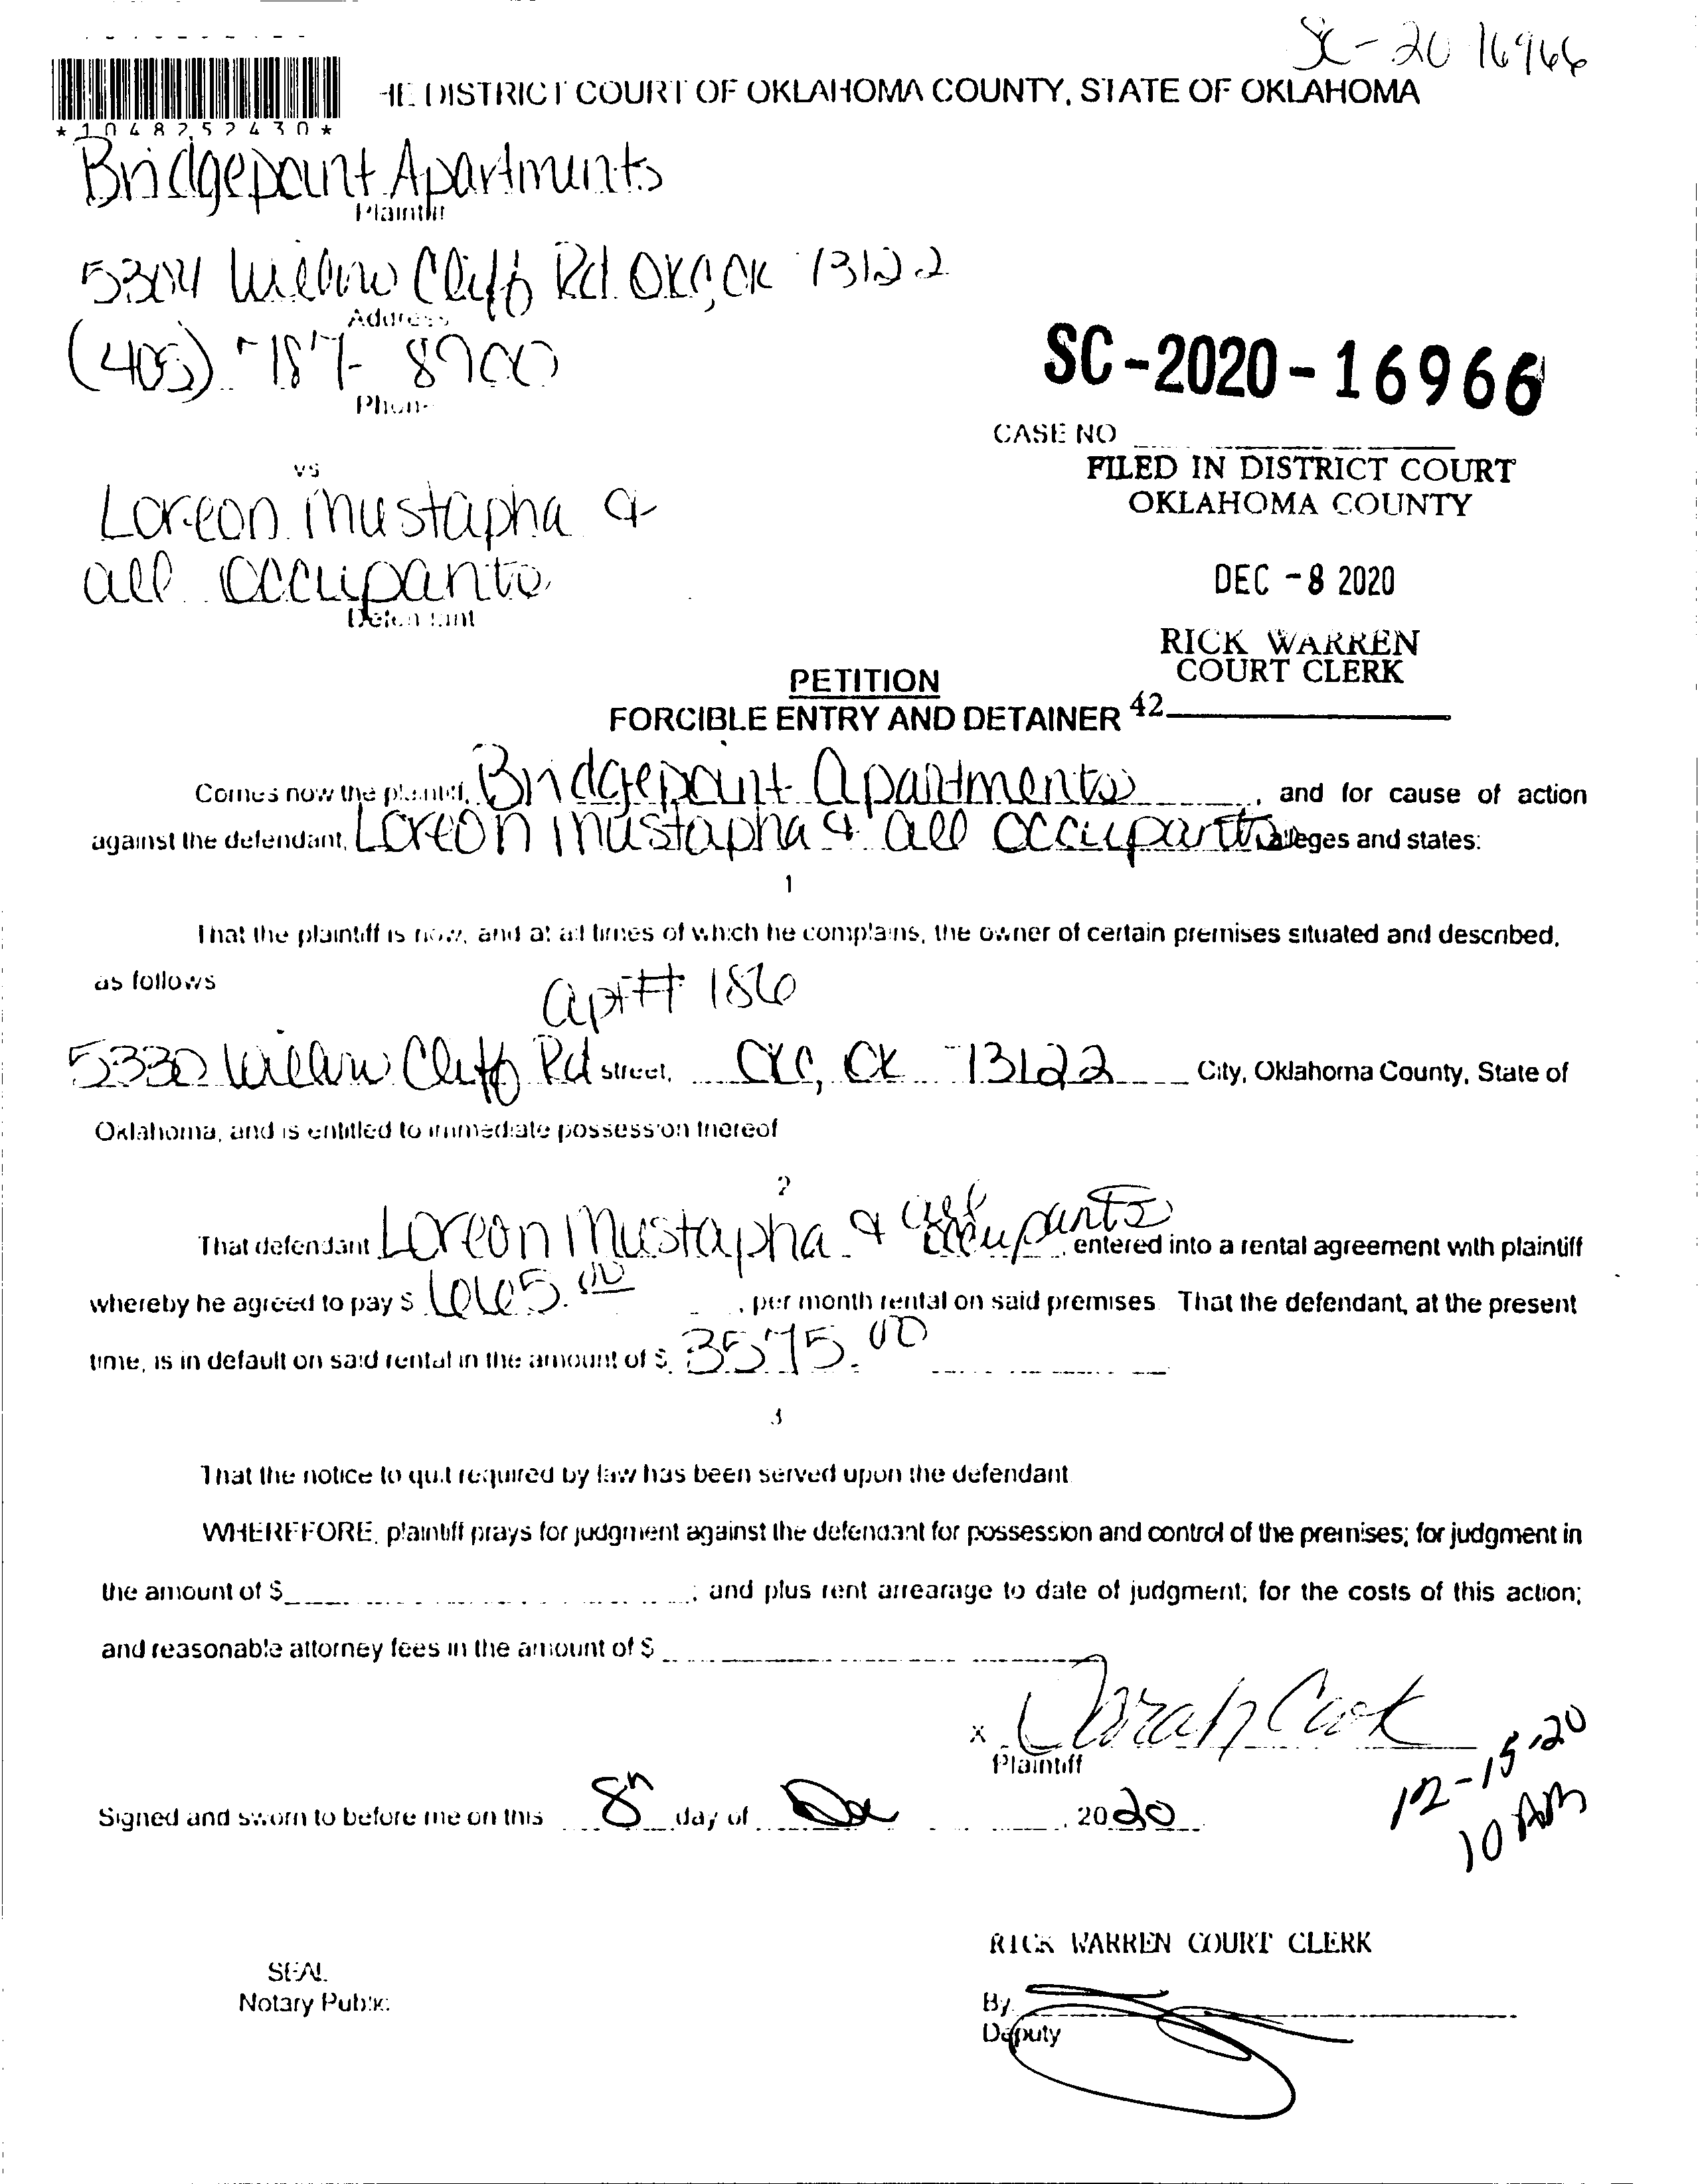 SC-20 16966
HE DISTRICT COURT OF OKLAHOMA COUNTY, STATE OF OKLAHOMA
*1048252430*
Bridgepoint Apartments
Plaintiff
5304 Willow Cliff Rd. OKC, OK 73122
Address
(405) 787-8700
Phone
SC-2020-16966
CASE NO
vs
FILED IN DISTRICT COURT
OKLAHOMA COUNTY
Loreon Mustapha &
all occupants
Defendant
DEC -8 2020
RICK WARREN
COURT CLERK
PETITION
FORCIBLE ENTRY AND DETAINER 42
Comes now the plaintiff, Bridgepoint Apartments, and for cause of action
against the defendant, Loreon Mustapha & all occupants alleges and states:
1
That the plaintiff is now, and at all times of which he complains, the owner of certain premises situated and described,
as follows
apt# 186
5330 Willow Cliff Rd street, OKC, OK 73122 City, Oklahoma County, State of
Oklahoma, and is entitled to immediate possession thereof
2
That defendant Loreon Mustapha & all occupants, entered into a rental agreement with plaintiff
whereby he agreed to pay $ 665.00, per month rental on said premises. That the defendant, at the present
time, is in default on said rental in the amount of $ 3575.00
3
That the notice to quit required by law has been served upon the defendant
WHEREFORE, plaintiff prays for judgment against the defendant for possession and control of the premises; for judgment in
the amount of $ ; and plus rent arrearage to date of judgment; for the costs of this action;
and reasonable attorney fees in the amount of $
x
Plaintiff
12-15-20
10 AM
Signed and sworn to before me on this 8th day of Dec, 2020
RICK WARREN COURT CLERK
SEAL
Notary Public
By
Deputy